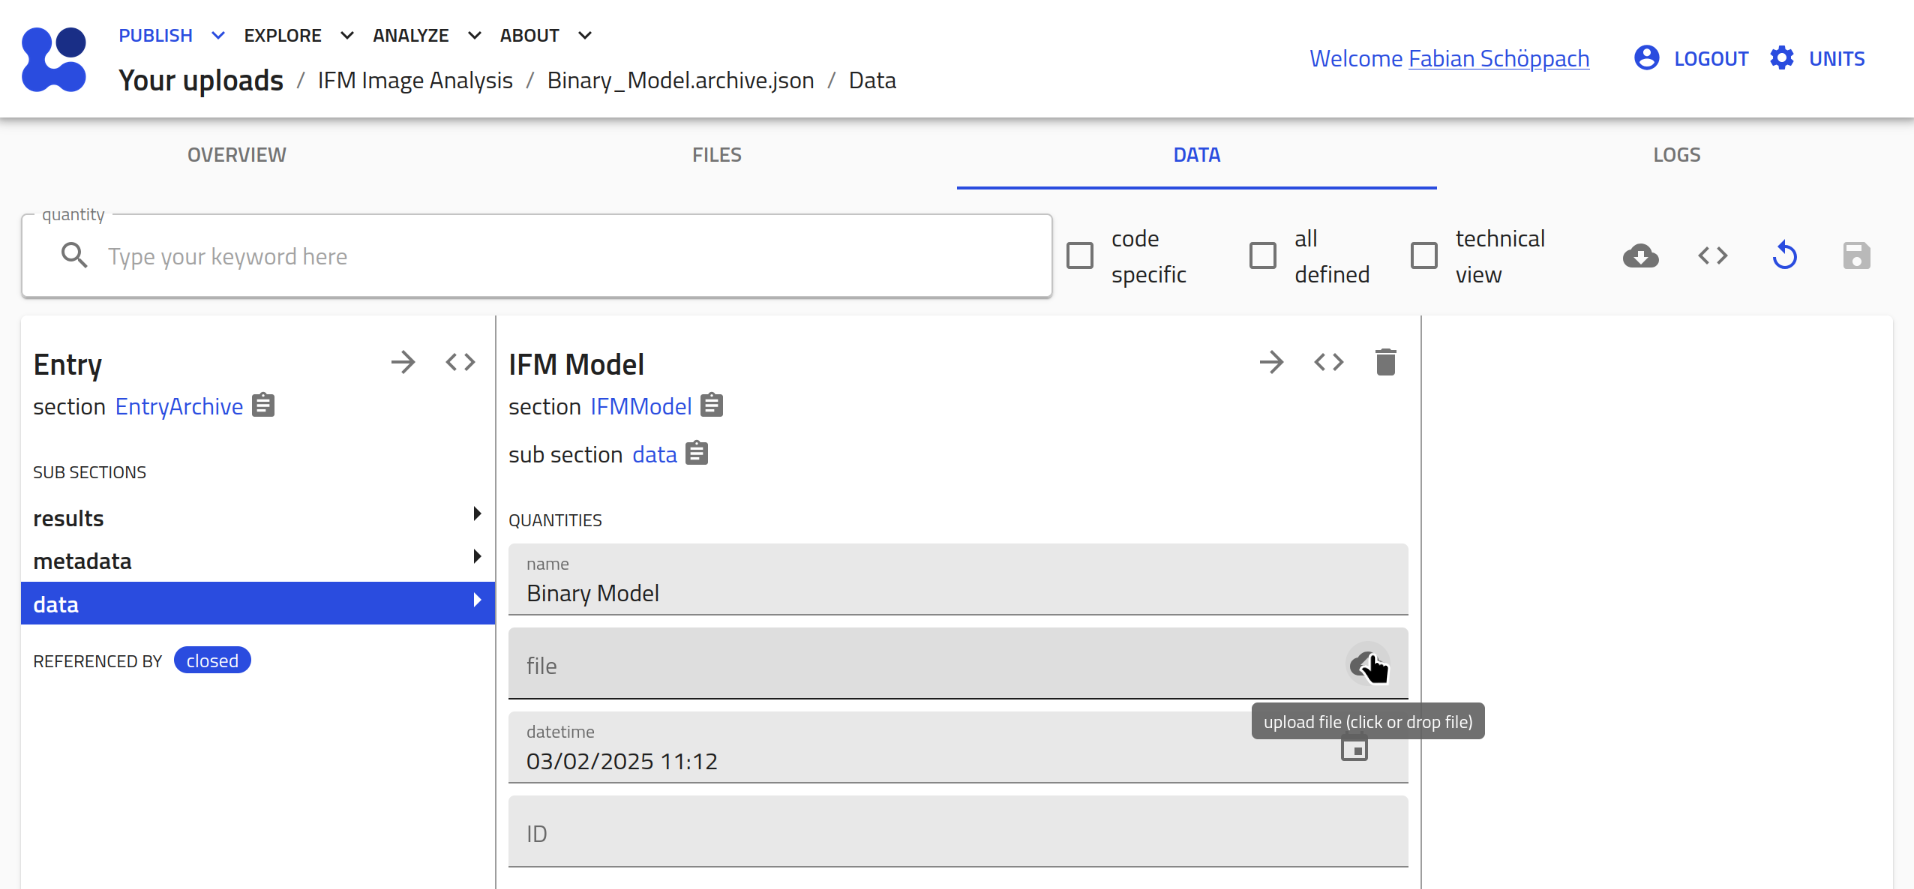 PUBLISH EXPLORE ANALYZE ABOUT
Your uploads / IFM Image Analysis / Binary_Model.archive.json / Data
Welcome Fabian Schöppach LOGOUT UNITS
OVERVIEW FILES DATA LOGS
quantity
Type your keyword here
code specific
all defined
technical view
Entry
section EntryArchive
SUB SECTIONS
results
metadata
data
REFERENCED BY closed
IFM Model
section IFMModel
sub section data
QUANTITIES
name
Binary Model
file
upload file (click or drop file)
datetime
03/02/2025 11:12
ID